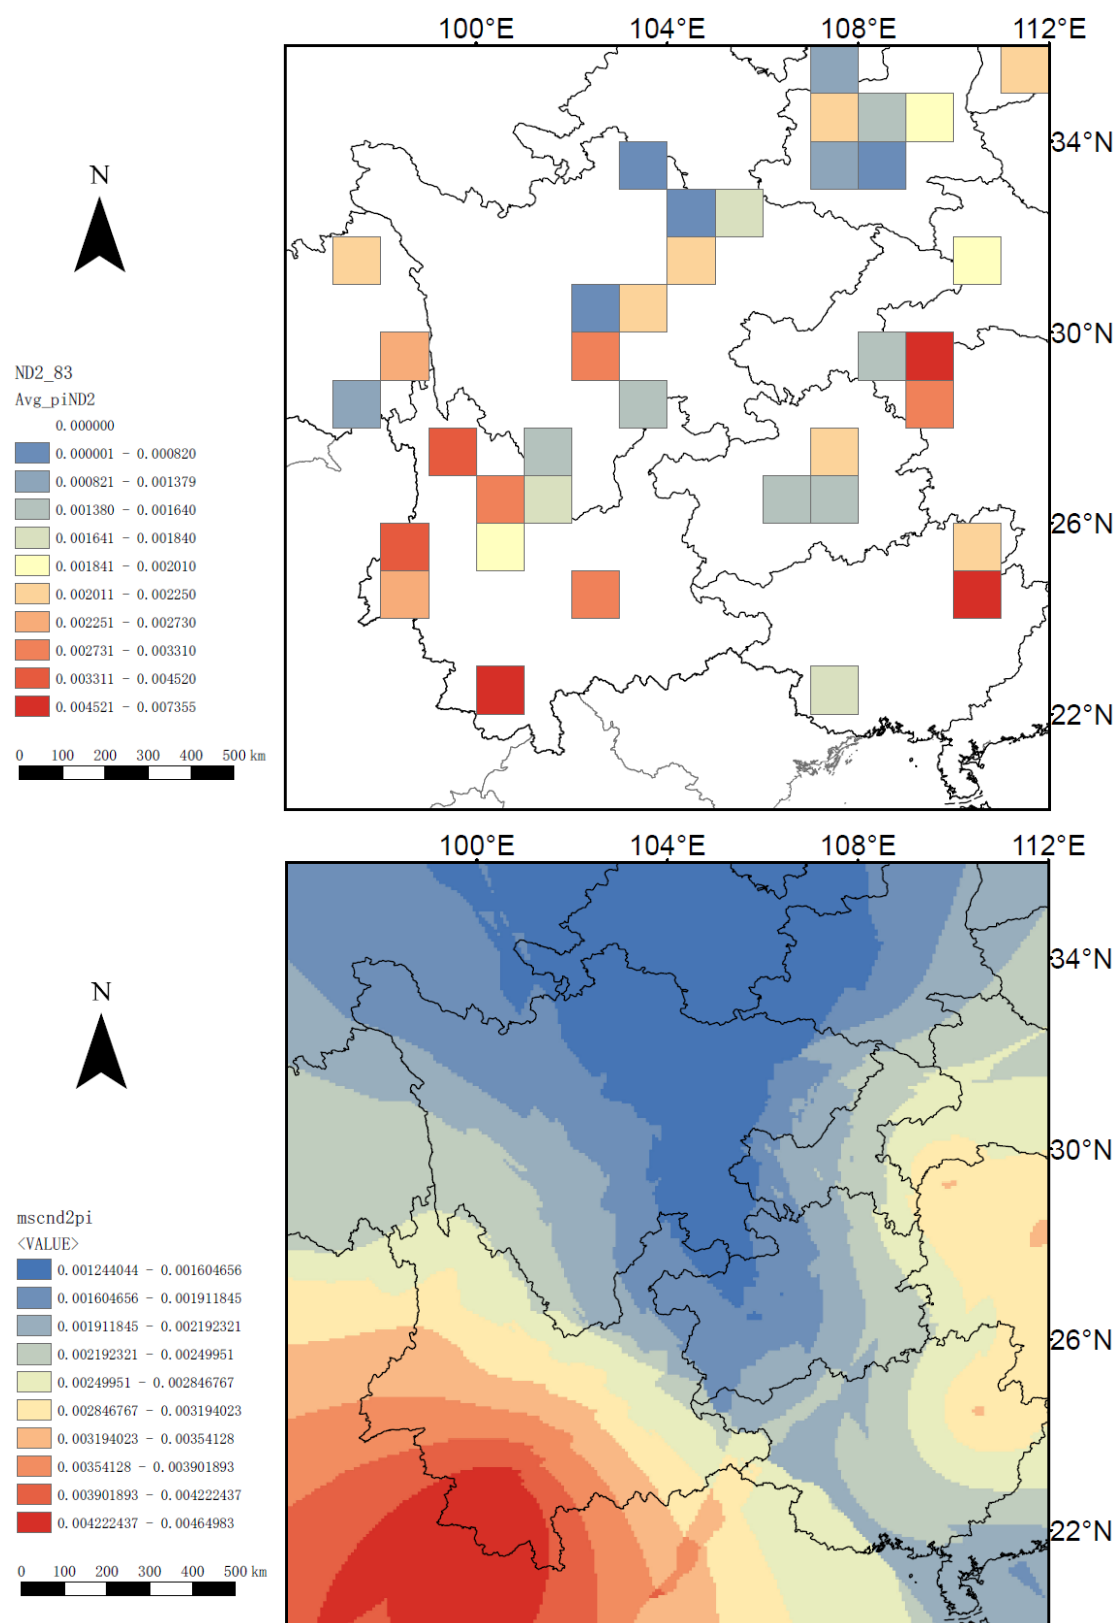 100°E 104°E 108°E 112°E
34°N
N
30°N
ND2_83
Avg_piND2
0.000000
0.000001 - 0.000820
0.000821 - 0.001379
0.001380 - 0.001640
0.001641 - 0.001840
26°N
0.001841 - 0.002010
0.002011 - 0.002250
0.002251 - 0.002730
0.002731 - 0.003310
0.003311 - 0.004520
0.004521 - 0.007355
22°N
0 100 200 300 400 500 km
100°E 104°E 108°E 112°E
34°N
N
30°N
mscnd2pi
<VALUE>
0.001244044 - 0.001604656
0.001604656 - 0.001911845
0.001911845 - 0.002192321
26°N
0.002192321 - 0.00249951
0.00249951 - 0.002846767
0.002846767 - 0.003194023
0.003194023 - 0.00354128
0.00354128 - 0.003901893
0.003901893 - 0.004222437
0.004222437 - 0.00464983
22°N
0 100 200 300 400 500 km